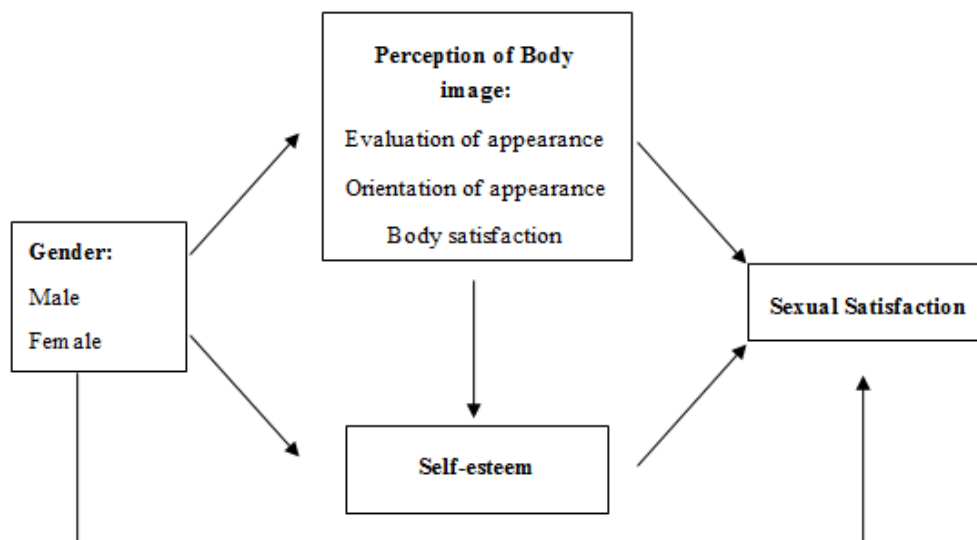 Perception of Body
image:
Evaluation of appearance
Orientation of appearance
Body satisfaction
Gender:
Male
Female
Sexual Satisfaction
Self-esteem